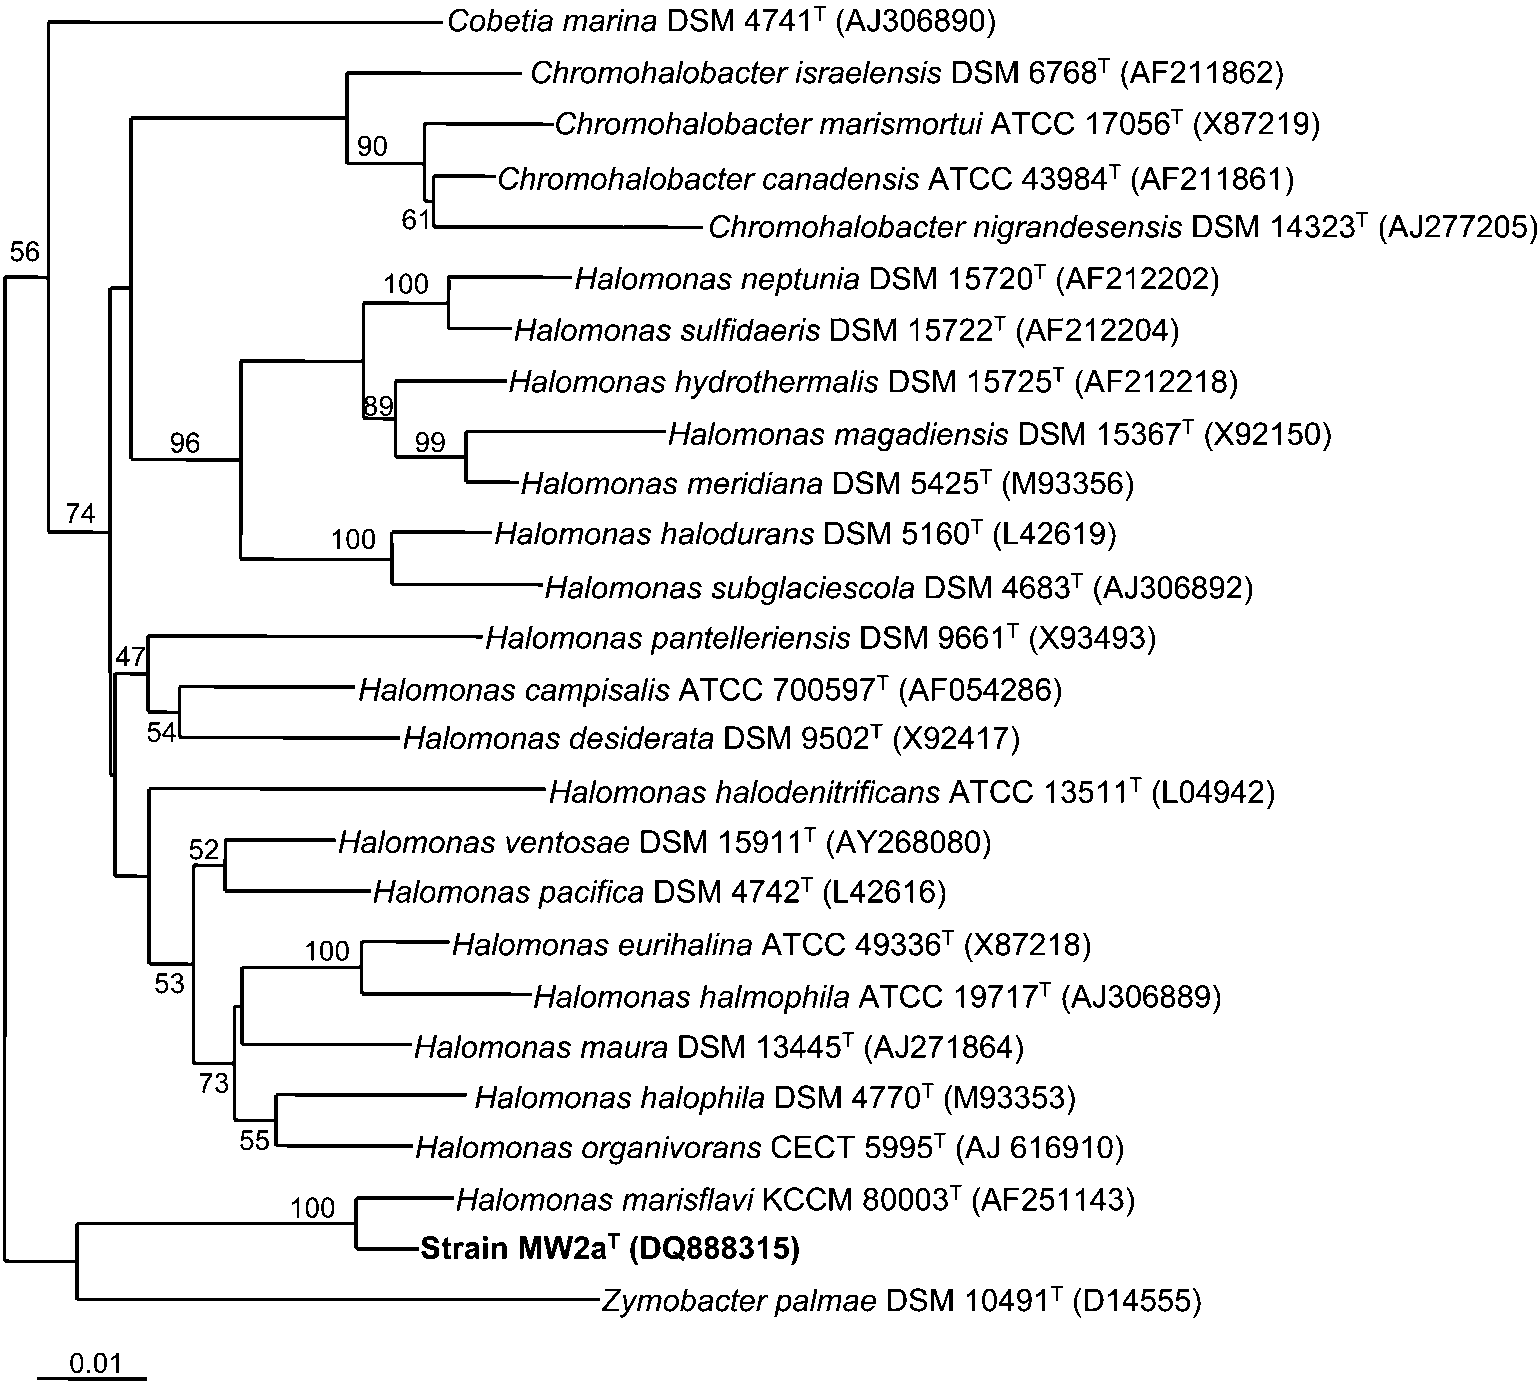 Cobetia marina DSM 4741ᵀ (AJ306890)
Chromohalobacter israelensis DSM 6768ᵀ (AF211862)
Chromohalobacter marismortui ATCC 17056ᵀ (X87219)
90
Chromohalobacter canadensis ATCC 43984ᵀ (AF211861)
61
Chromohalobacter nigrandesensis DSM 14323ᵀ (AJ277205)
56
100
Halomonas neptunia DSM 15720ᵀ (AF212202)
Halomonas sulfidaeris DSM 15722ᵀ (AF212204)
Halomonas hydrothermalis DSM 15725ᵀ (AF212218)
89
Halomonas magadiensis DSM 15367ᵀ (X92150)
96
99
Halomonas meridiana DSM 5425ᵀ (M93356)
74
Halomonas halodurans DSM 5160ᵀ (L42619)
100
Halomonas subglaciescola DSM 4683ᵀ (AJ306892)
Halomonas pantelleriensis DSM 9661ᵀ (X93493)
47
Halomonas campisalis ATCC 700597ᵀ (AF054286)
54
Halomonas desiderata DSM 9502ᵀ (X92417)
Halomonas halodenitrificans ATCC 13511ᵀ (L04942)
Halomonas ventosae DSM 15911ᵀ (AY268080)
52
Halomonas pacifica DSM 4742ᵀ (L42616)
Halomonas eurihalina ATCC 49336ᵀ (X87218)
100
53
Halomonas halmophila ATCC 19717ᵀ (AJ306889)
Halomonas maura DSM 13445ᵀ (AJ271864)
73
Halomonas halophila DSM 4770ᵀ (M93353)
55
Halomonas organivorans CECT 5995ᵀ (AJ 616910)
Halomonas marisflavi KCCM 80003ᵀ (AF251143)
100
Strain MW2aᵀ (DQ888315)
Zymobacter palmae DSM 10491ᵀ (D14555)
0.01